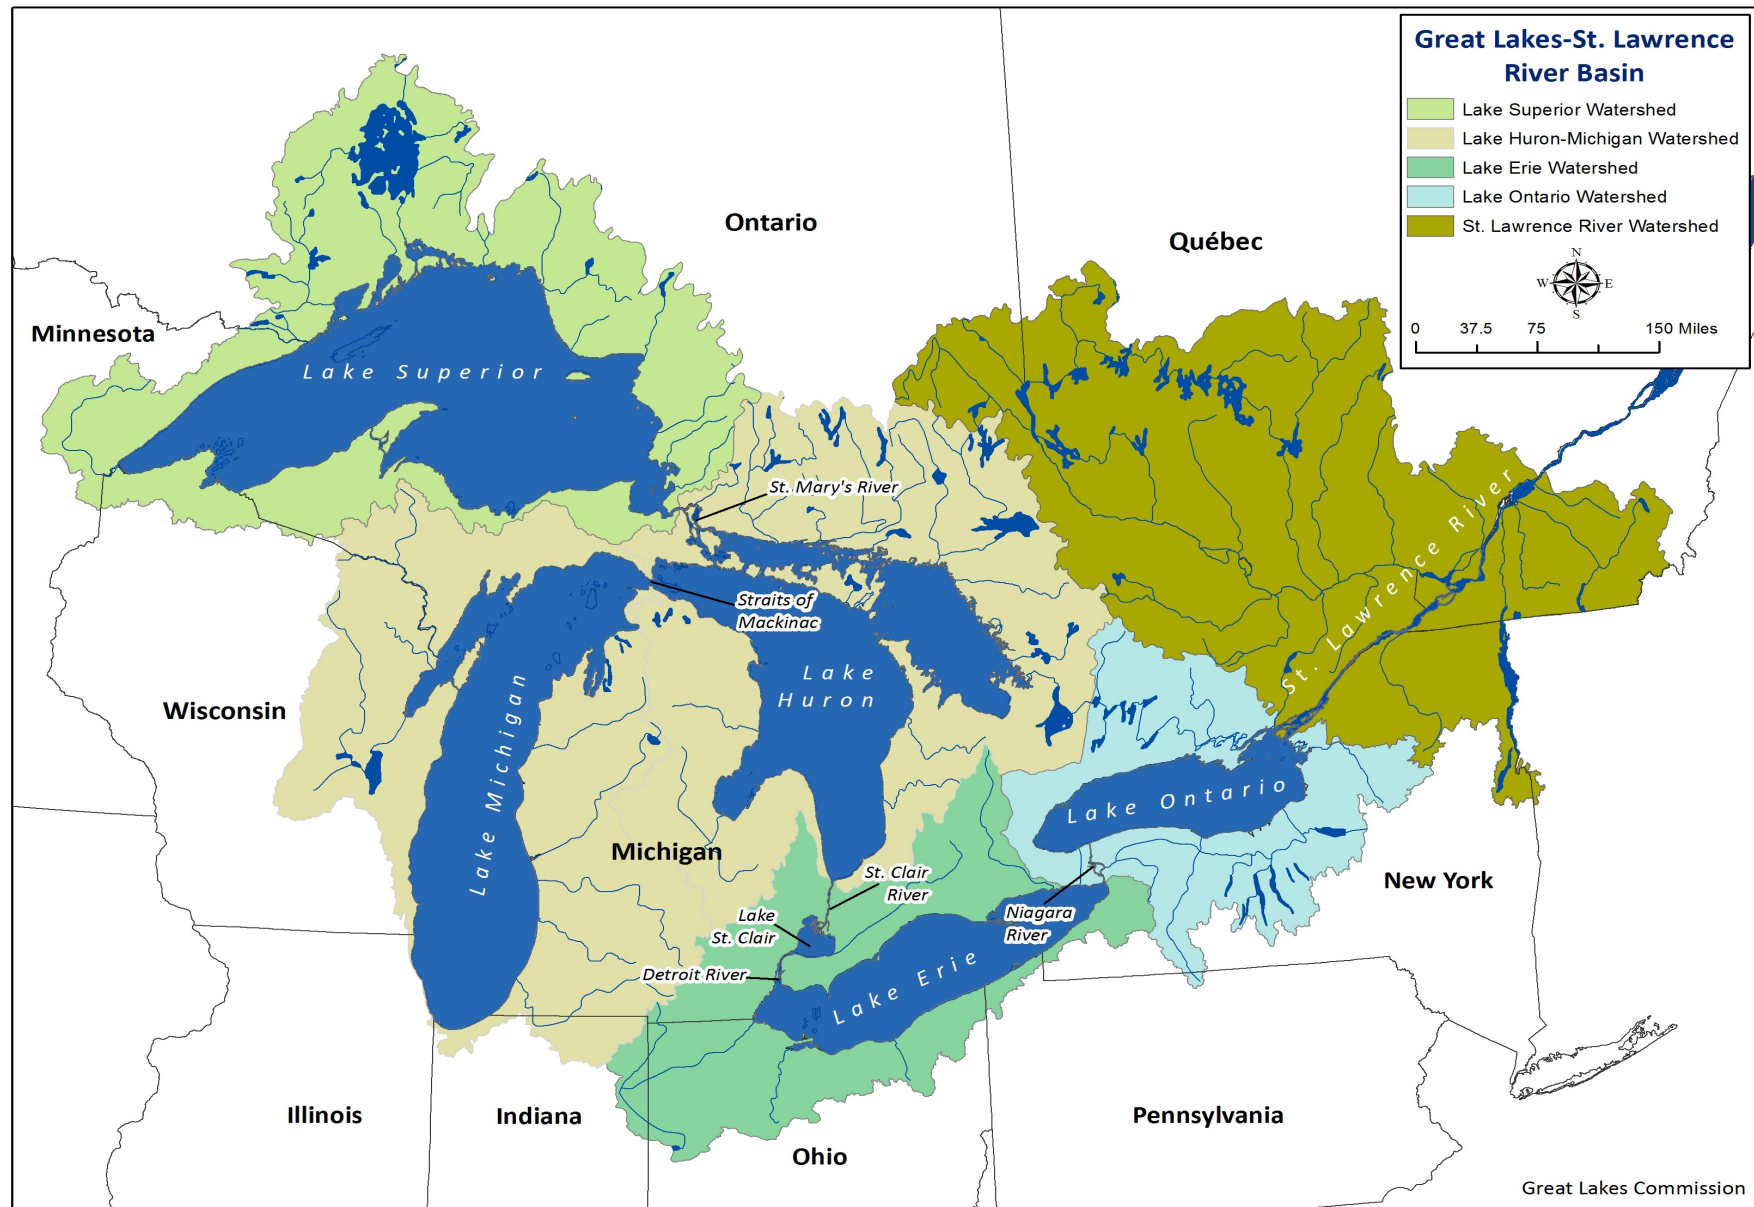 Great Lakes-St. Lawrence
River Basin
Lake Superior Watershed
Lake Huron-Michigan Watershed
Lake Erie Watershed
Lake Ontario Watershed
St. Lawrence River Watershed
N
W E
S
0 37.5 75 150 Miles
Ontario
Québec
Minnesota
Lake Superior
St. Mary's River
Straits of
Mackinac
St. Lawrence River
Lake
Huron
Wisconsin
Lake Michigan
Lake Ontario
Michigan
St. Clair
River
New York
Lake
St. Clair
Niagara
River
Detroit River
Lake Erie
Illinois
Indiana
Pennsylvania
Ohio
Great Lakes Commission